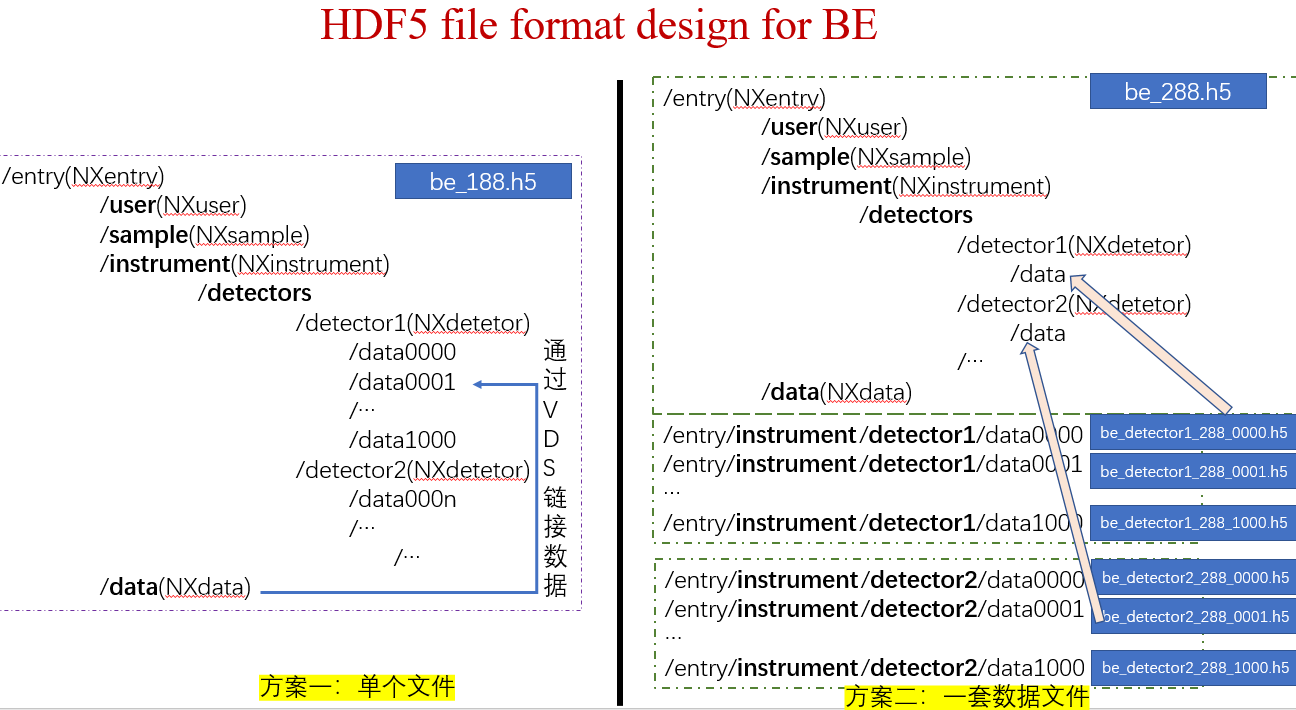 HDF5 file format design for BE
be_188.h5
/entry(NXentry)
/user(NXuser)
/sample(NXsample)
/instrument(NXinstrument)
/detectors
/detector1(NXdetetor)
/data0000
/data0001
/…
/data1000
/detector2(NXdetetor)
/data000n
/…
/…
/data(NXdata)
通过VDS链接数据
方案一：单个文件
be_288.h5
/entry(NXentry)
/user(NXuser)
/sample(NXsample)
/instrument(NXinstrument)
/detectors
/detector1(NXdetetor)
/data
/detector2(NXdetetor)
/data
/…
/data(NXdata)
/entry/instrument/detector1/data0000 be_detector1_288_0000.h5
/entry/instrument/detector1/data0001 be_detector1_288_0001.h5
…
/entry/instrument/detector1/data1000 be_detector1_288_1000.h5
/entry/instrument/detector2/data0000 be_detector2_288_0000.h5
/entry/instrument/detector2/data0001 be_detector2_288_0001.h5
…
/entry/instrument/detector2/data1000 be_detector2_288_1000.h5
方案二：一套数据文件